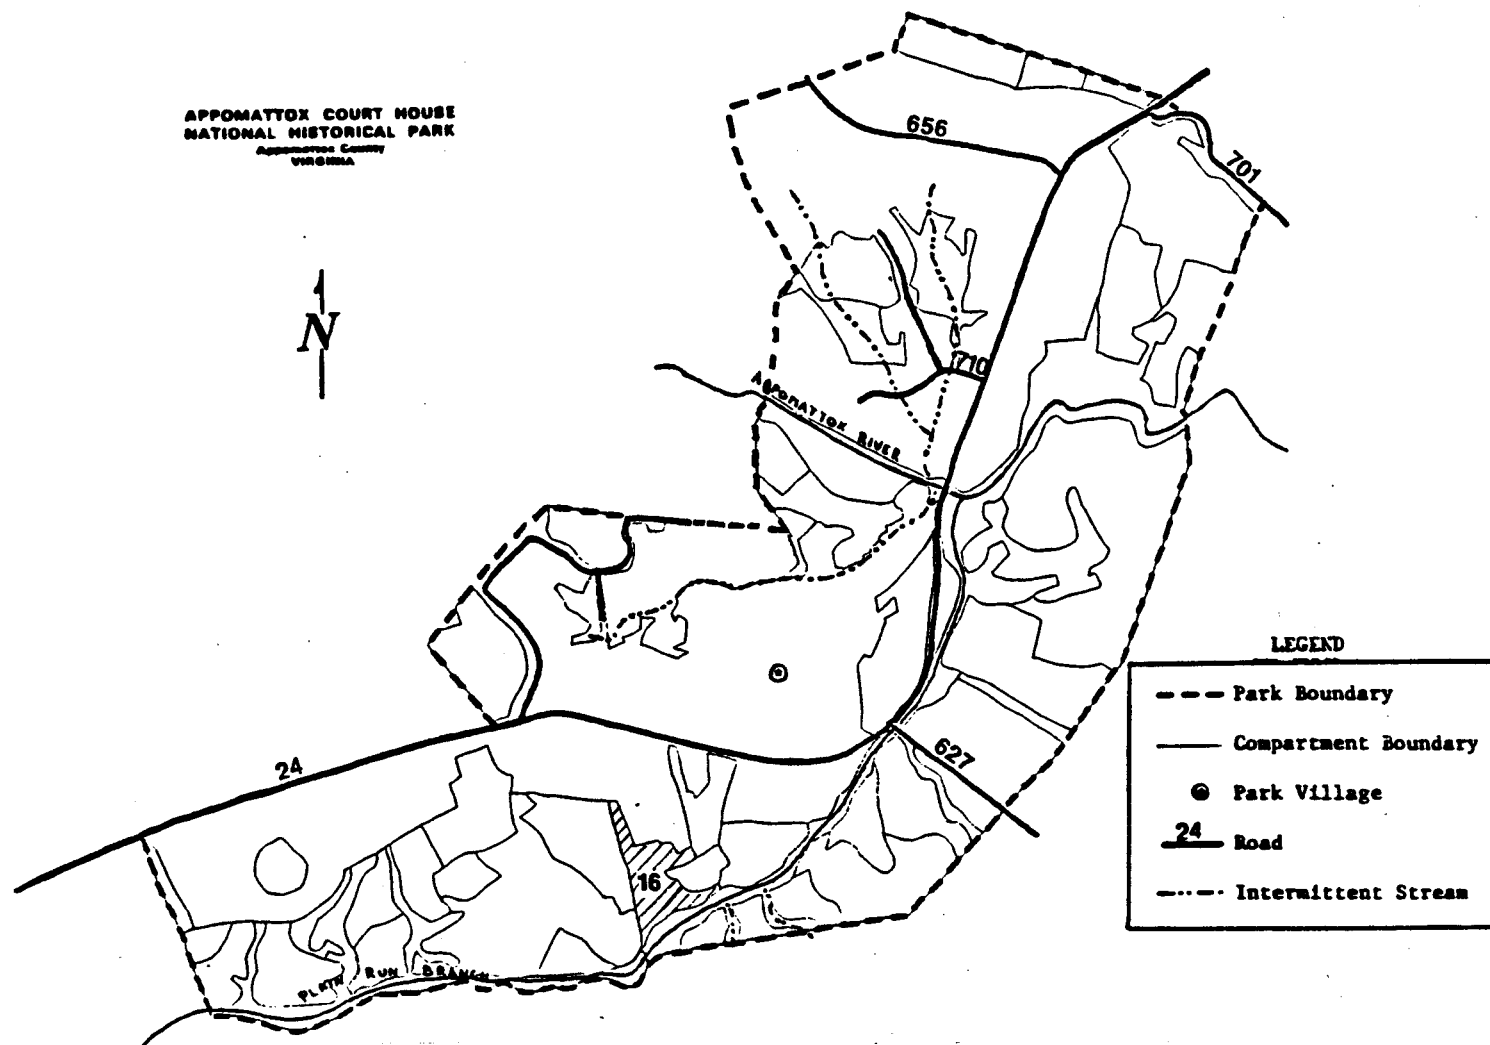 APPOMATTOX COURT HOUSE
NATIONAL HISTORICAL PARK
Appomattox County
VIRGINIA
N
656
701
710
APPOMATTOX RIVER
24
627
16
PLAIN RUN BRANCH
LEGEND
Park Boundary
Compartment Boundary
Park Village
24 Road
Intermittent Stream